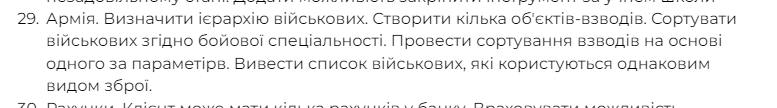 незадовільному стані. Додати можливість закріпити інструмент за учнем школи
29. Армія. Визначити ієрархію військових. Створити кілька об'єктів-взводів. Сортувати
військових згідно бойової спеціальності. Провести сортування взводів на основі
одного за параметірв. Вивести список військових, які користуються однаковим
видом зброї.
30. Рахунки. Клієнт може мати кілька рахунків у банку. Враховувати можливість